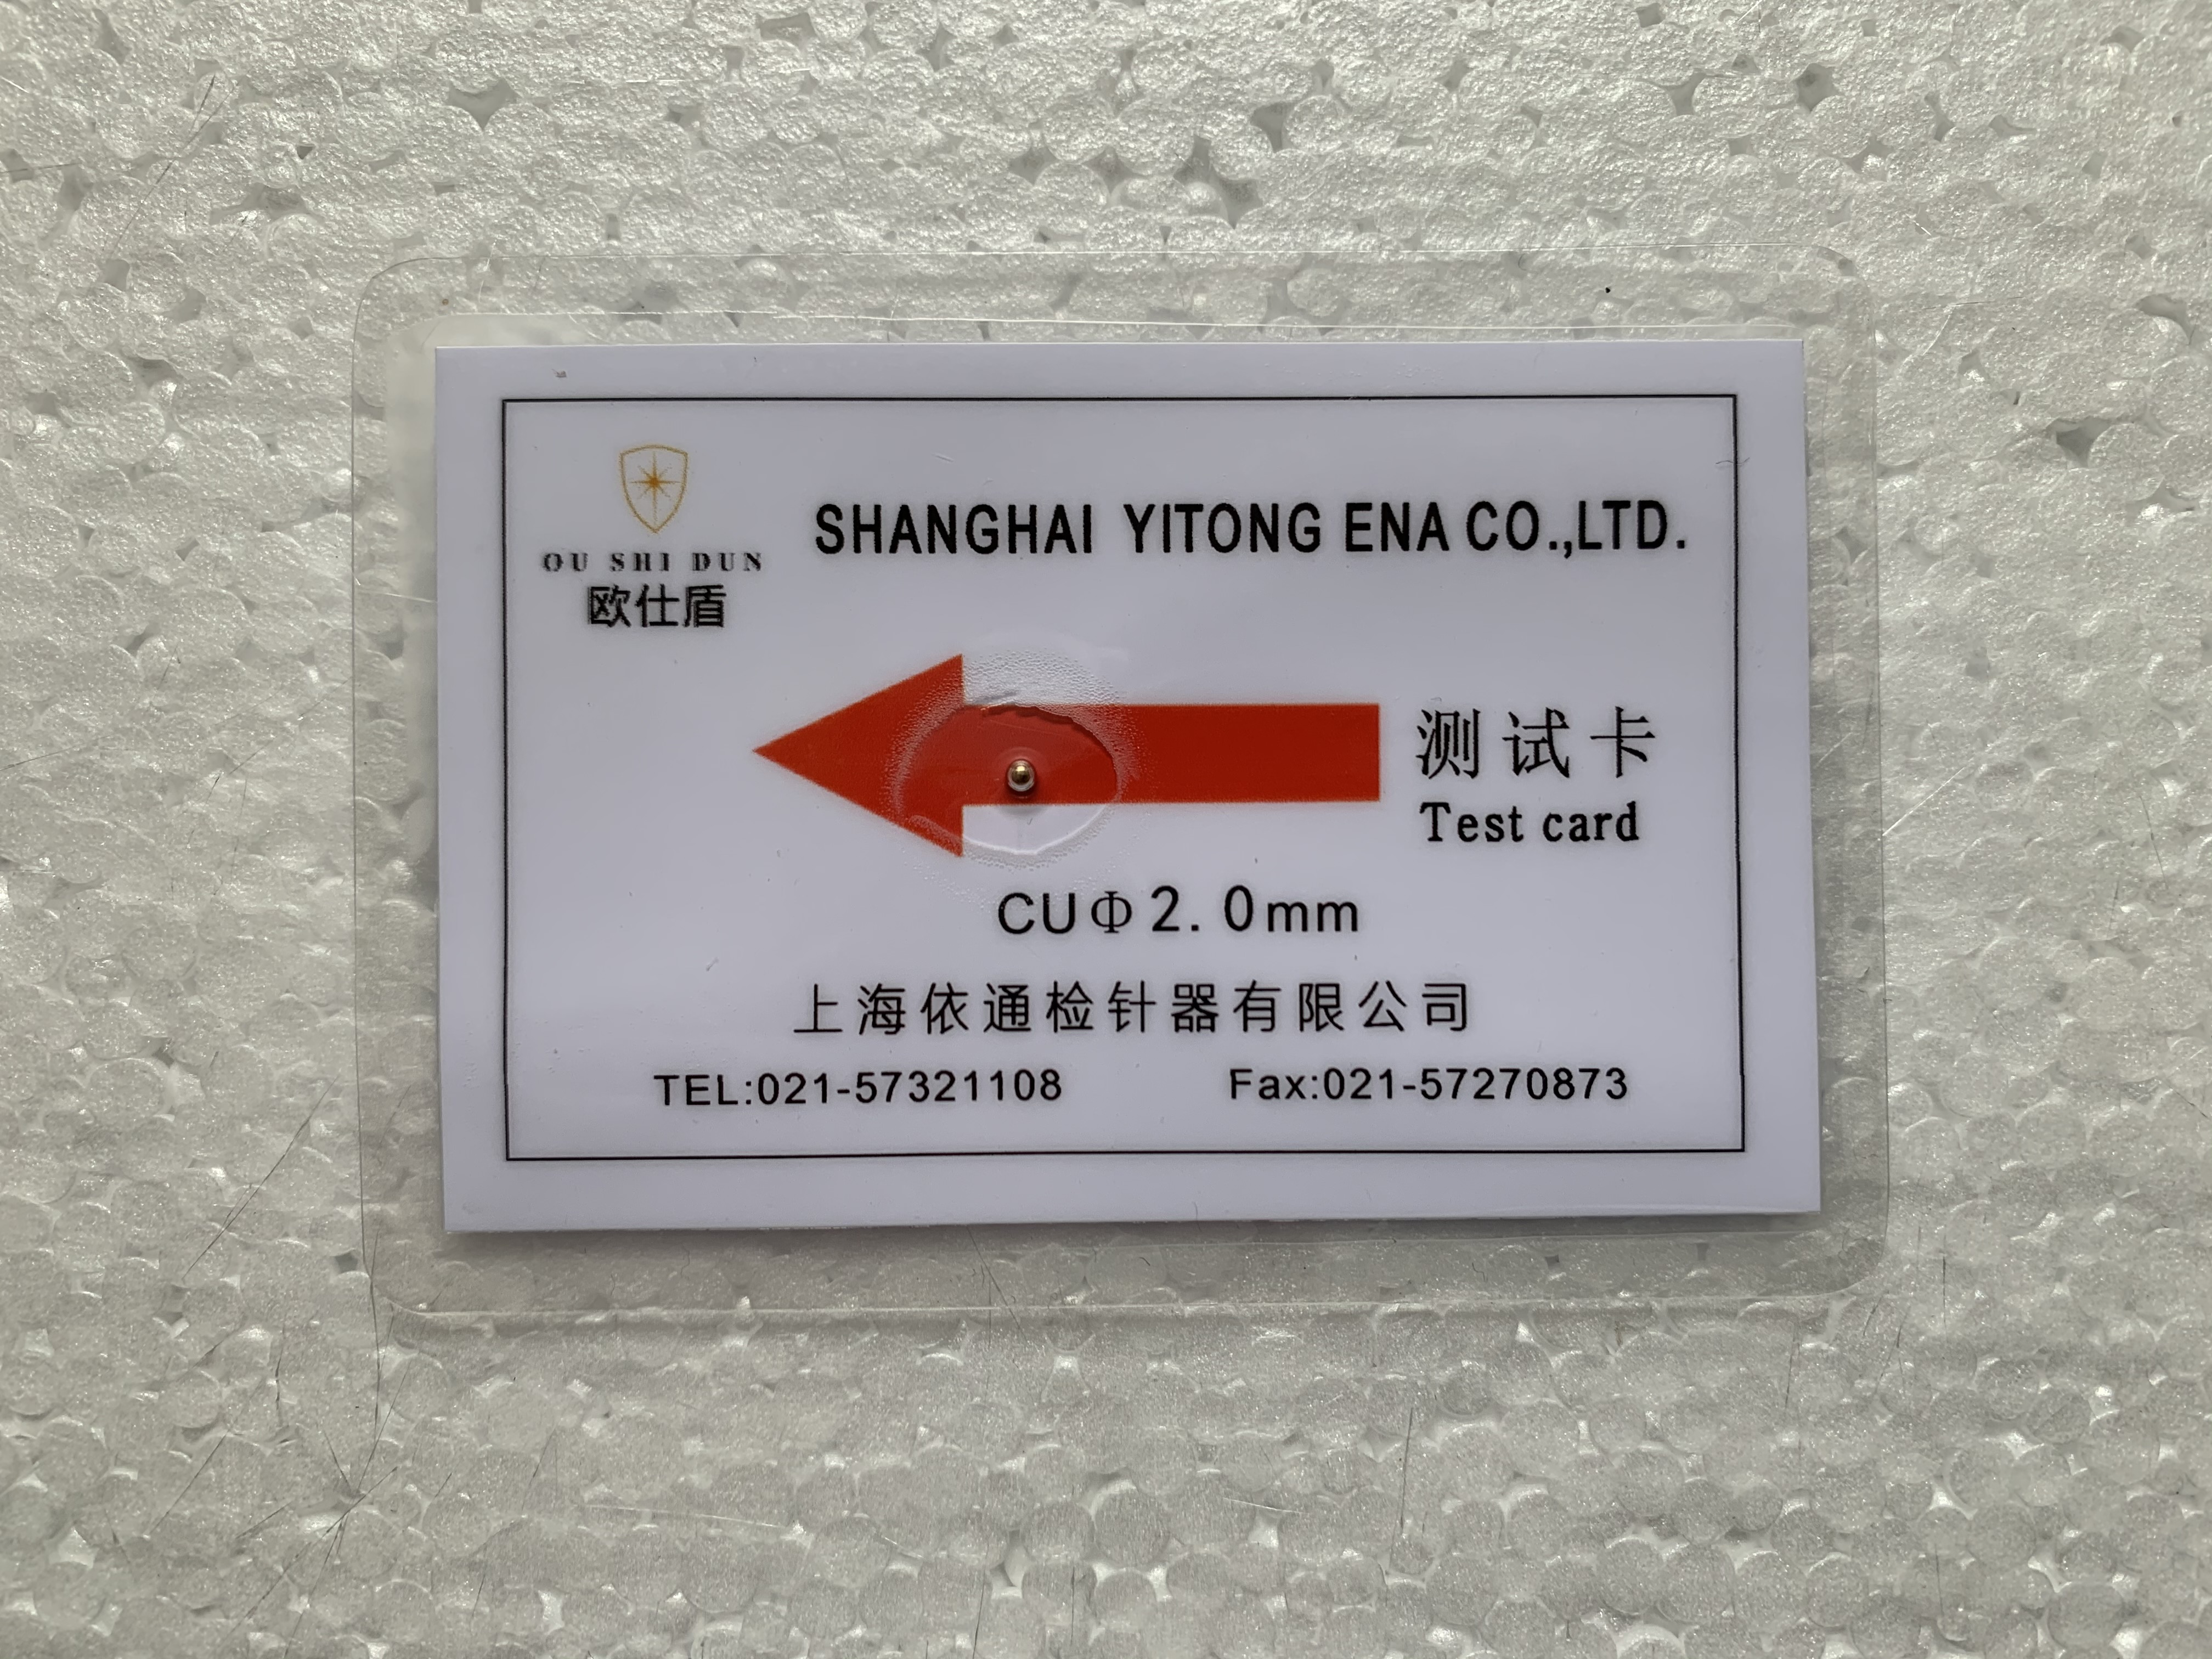 OU SHI DUN
欧仕盾
SHANGHAI YITONG ENA CO.,LTD.
测试卡
Test card
CUΦ2.0mm
上海依通检针器有限公司
TEL:021-57321108 Fax:021-57270873